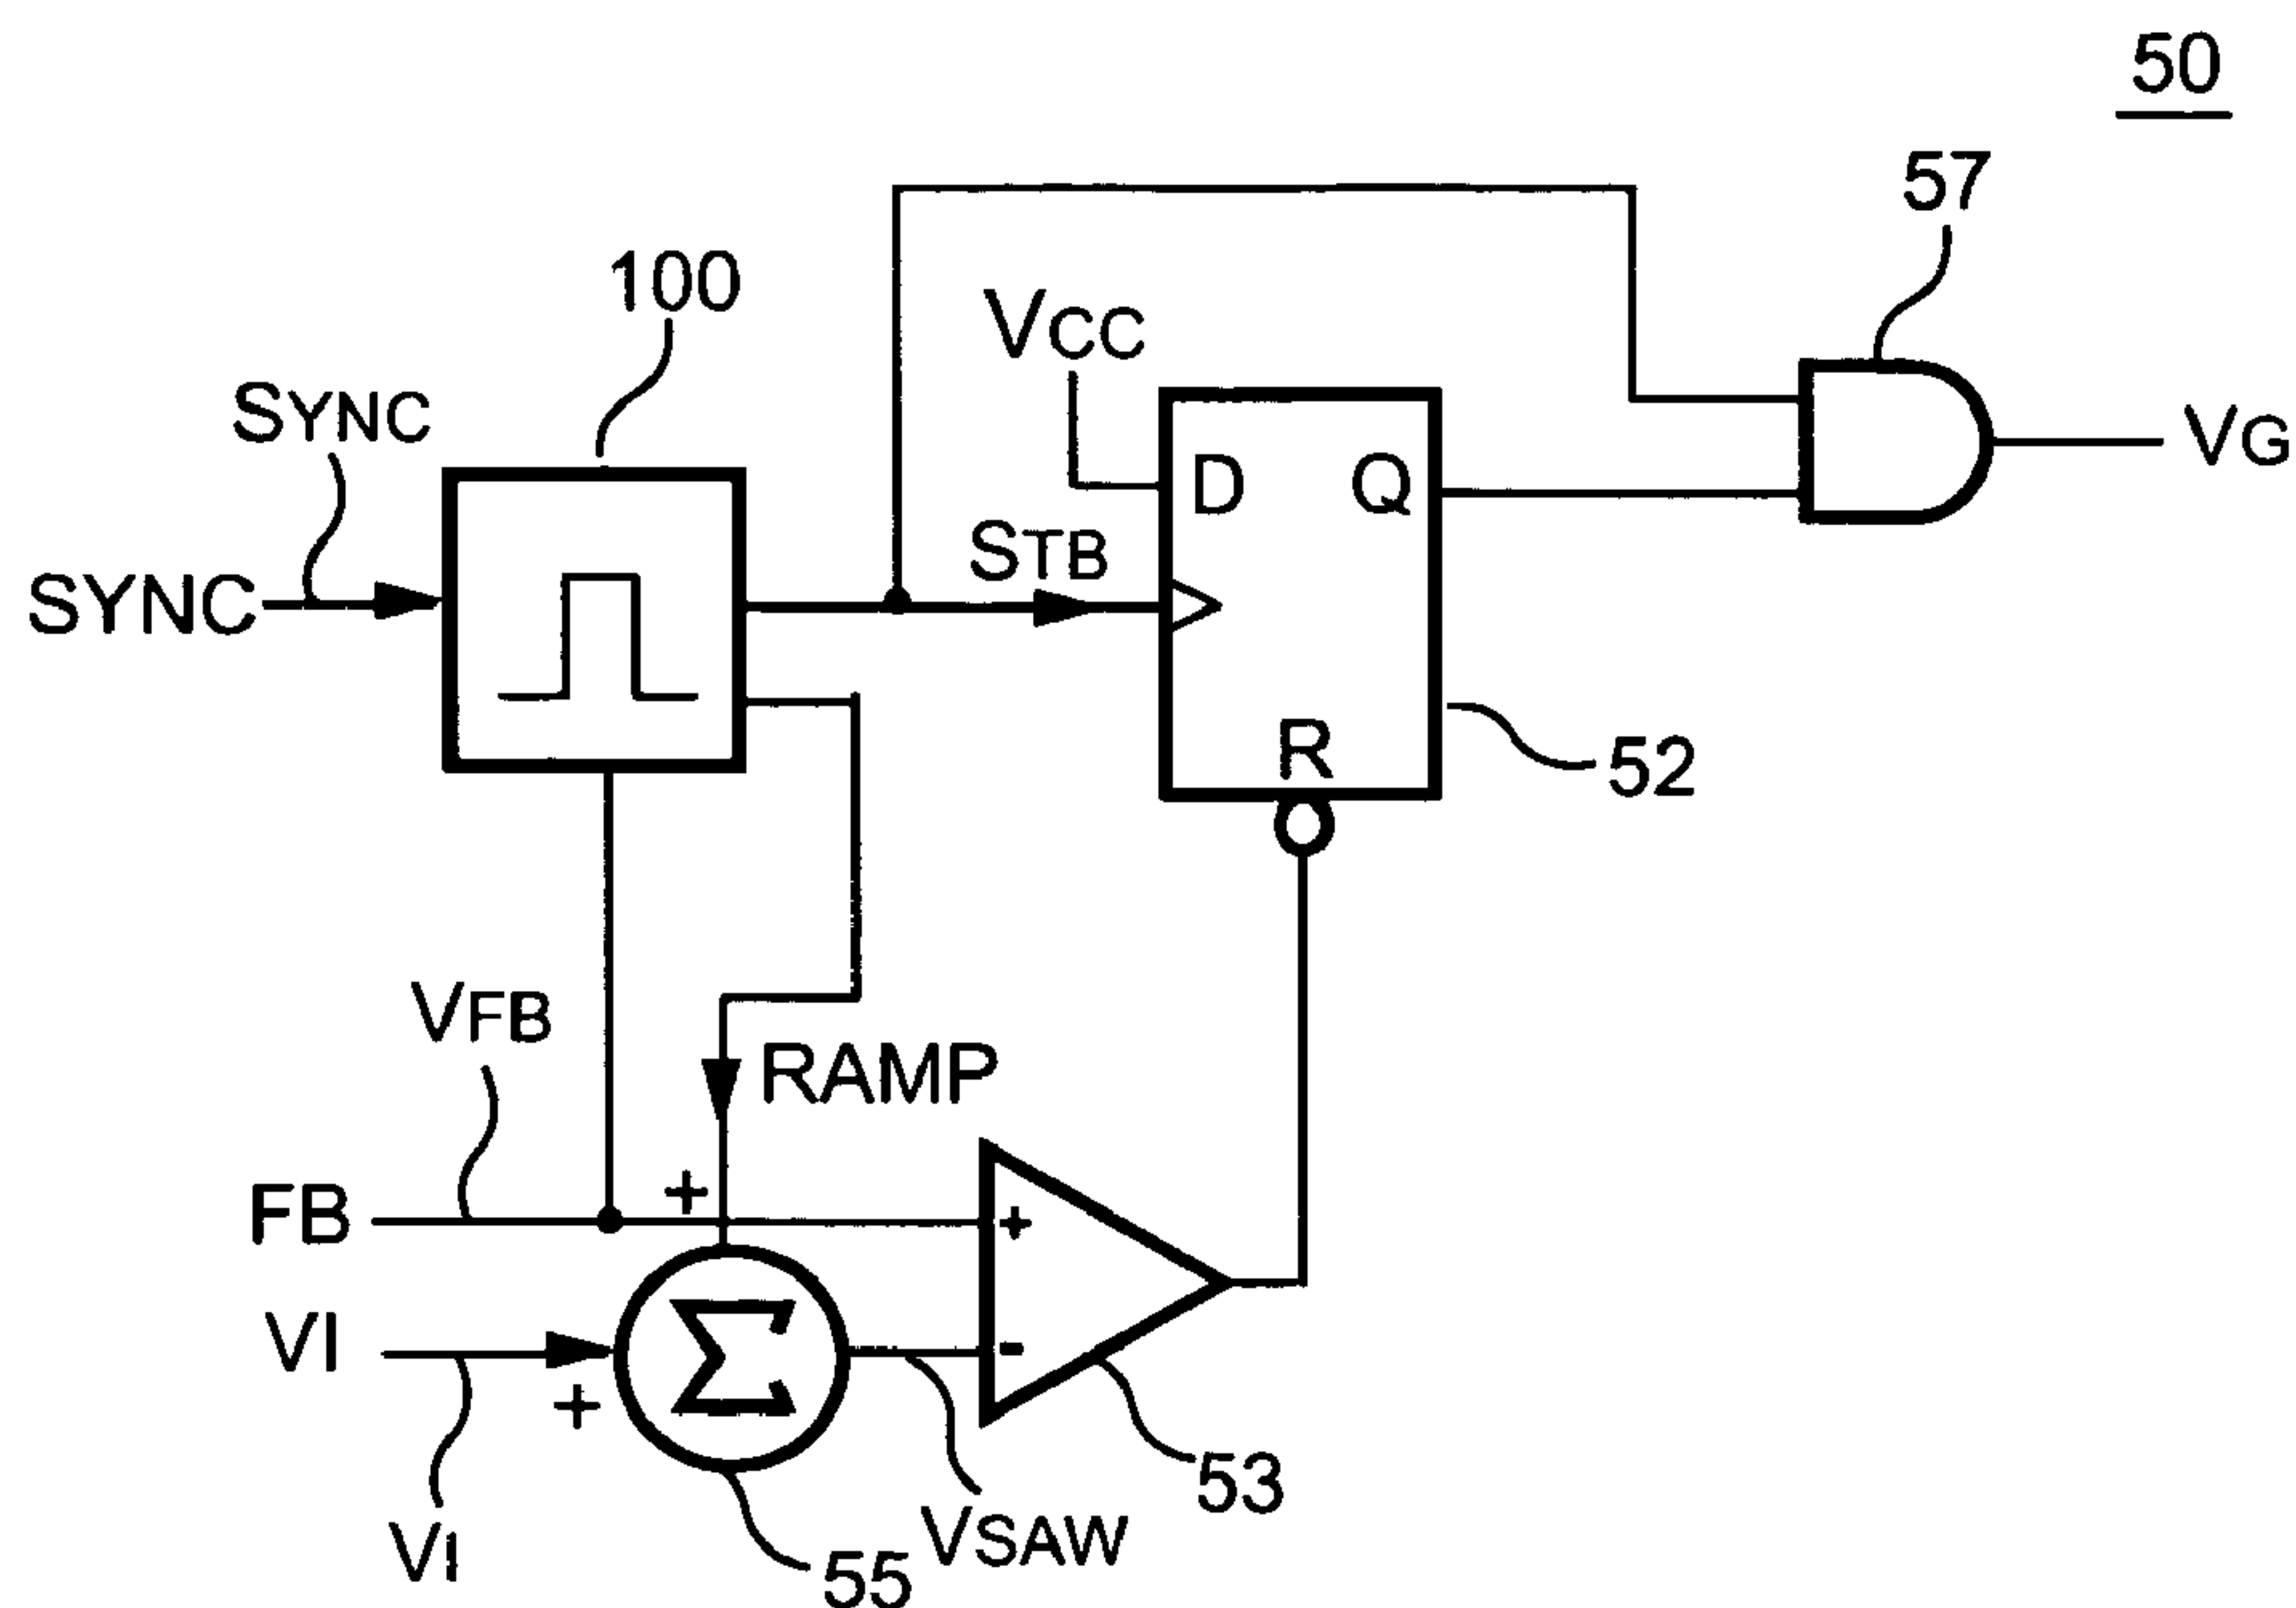 50
57
100
VCC
SYNC
VG
D Q
STB
SYNC
R
52
VFB
RAMP
+
FB
+
VI
Σ
-
+
53
VI
VSAW
55